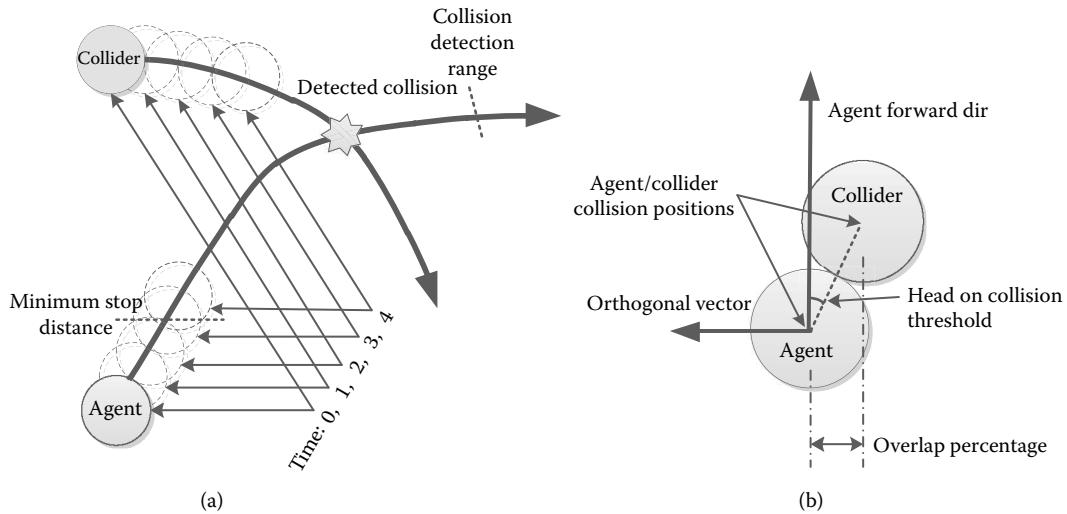 Collider
Collision
detection
range
Detected collision
Minimum stop
distance
Agent
Time: 0, 1, 2, 3, 4
(a)
Agent forward dir
Agent/collider
collision positions
Collider
Orthogonal vector
Head on collision
threshold
Agent
Overlap percentage
(b)